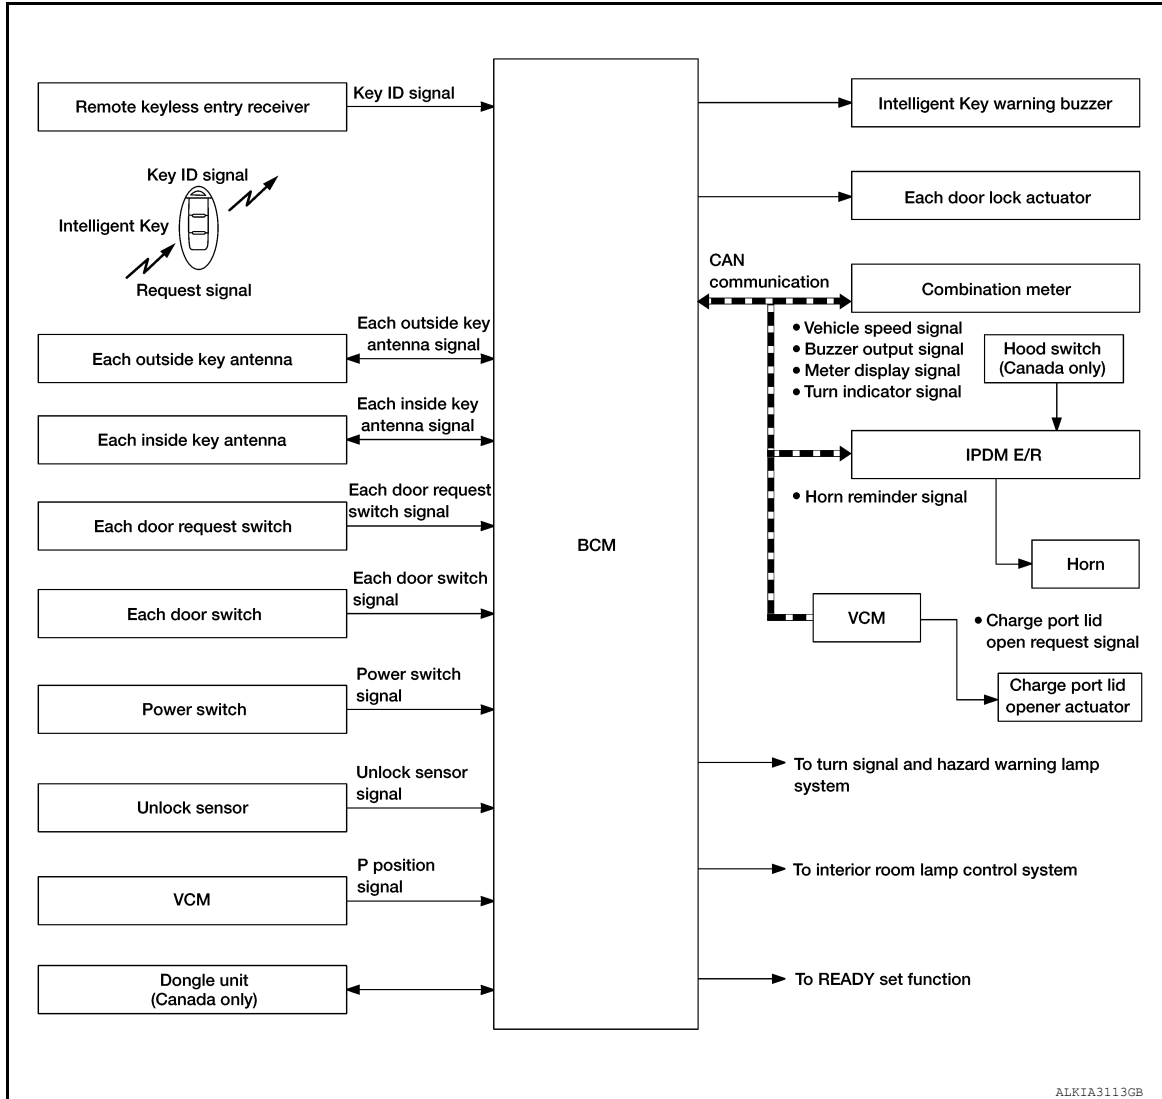 Remote keyless entry receiver
Key ID signal
Key ID signal
Intelligent Key
Request signal
Each outside key antenna
Each outside key
antenna signal
Each inside key antenna
Each inside key
antenna signal
Each door request switch
Each door request
switch signal
Each door switch
Each door switch
signal
Power switch
Power switch
signal
Unlock sensor
Unlock sensor
signal
VCM
P position
signal
Dongle unit
(Canada only)
BCM
Intelligent Key warning buzzer
Each door lock actuator
CAN
communication
Combination meter
• Vehicle speed signal
• Buzzer output signal
• Meter display signal
• Turn indicator signal
Hood switch
(Canada only)
IPDM E/R
• Horn reminder signal
Horn
VCM
• Charge port lid
open request signal
Charge port lid
opener actuator
To turn signal and hazard warning lamp
system
To interior room lamp control system
To READY set function
ALKIA3113GB